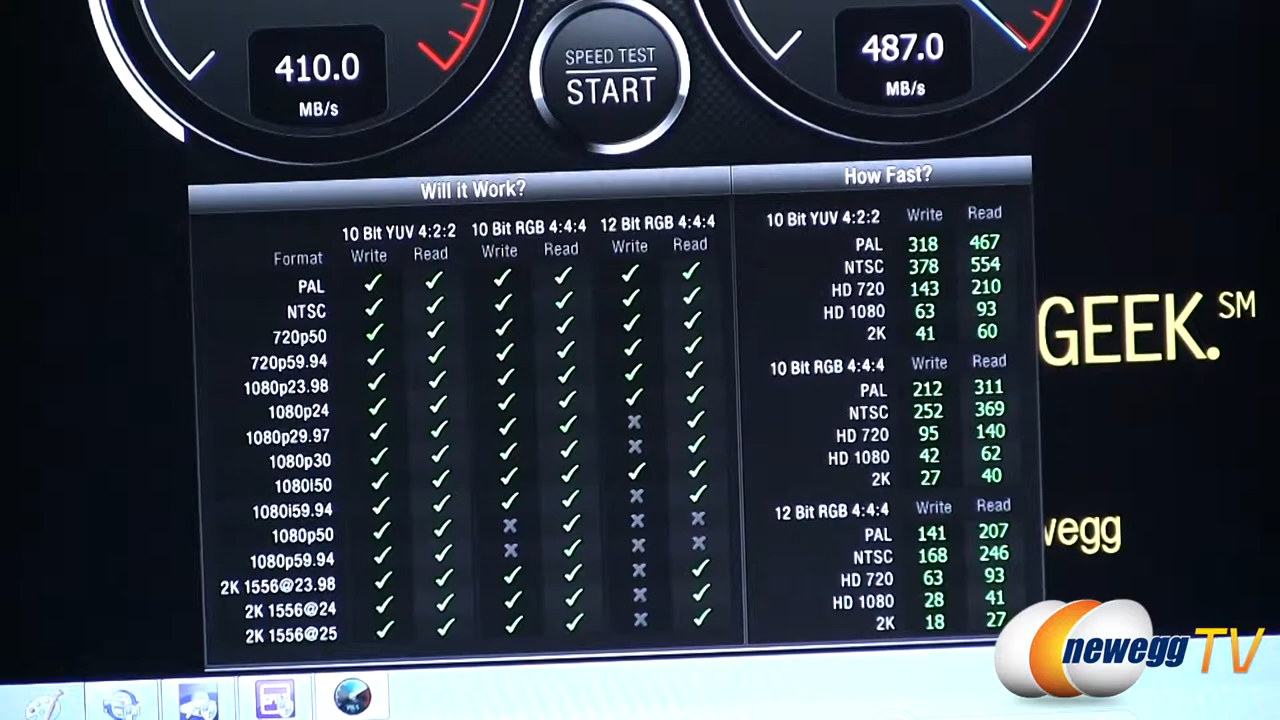 410.0
MB/s
SPEED TEST
START
487.0
MB/s
Will it Work?
10 Bit YUV 4:2:2 10 Bit RGB 4:4:4 12 Bit RGB 4:4:4
Format Write Read Write Read Write Read
PAL ✓ ✓ ✓ ✓ ✓ ✓
NTSC ✓ ✓ ✓ ✓ ✓ ✓
720p50 ✓ ✓ ✓ ✓ ✓ ✓
720p59.94 ✓ ✓ ✓ ✓ ✓ ✓
1080p23.98 ✓ ✓ ✓ ✓ ✓ ✓
1080p24 ✓ ✓ ✓ ✓ ✓ ✓
1080p29.97 ✓ ✓ ✓ ✓ x ✓
1080p30 ✓ ✓ ✓ ✓ x ✓
1080i50 ✓ ✓ ✓ ✓ ✓ ✓
1080i59.94 ✓ ✓ ✓ ✓ x ✓
1080p50 ✓ ✓ x ✓ x x
1080p59.94 ✓ ✓ x ✓ x x
2K 1556@23.98 ✓ ✓ ✓ ✓ x ✓
2K 1556@24 ✓ ✓ ✓ ✓ x ✓
2K 1556@25 ✓ ✓ ✓ ✓ x ✓
How Fast?
10 Bit YUV 4:2:2 Write Read
PAL 318 467
NTSC 378 554
HD 720 143 210
HD 1080 63 93
2K 41 60
10 Bit RGB 4:4:4 Write Read
PAL 212 311
NTSC 252 369
HD 720 95 140
HD 1080 42 62
2K 27 40
12 Bit RGB 4:4:4 Write Read
PAL 141 207
NTSC 168 246
HD 720 63 93
HD 1080 28 41
2K 18 27
GEEK.℠
wegg
newegg TV